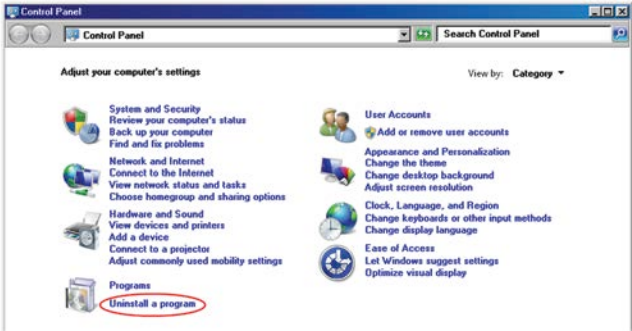 Control Panel
Control Panel
Search Control Panel
Adjust your computer's settings
View by: Category
System and Security
Review your computer's status
Back up your computer
Find and fix problems
Network and Internet
Connect to the Internet
View network status and tasks
Choose homegroup and sharing options
Hardware and Sound
View devices and printers
Add a device
Connect to a projector
Adjust commonly used mobility settings
Programs
Uninstall a program
User Accounts
Add or remove user accounts
Appearance and Personalization
Change the theme
Change desktop background
Adjust screen resolution
Clock, Language, and Region
Change keyboards or other input methods
Change display language
Ease of Access
Let Windows suggest settings
Optimize visual display